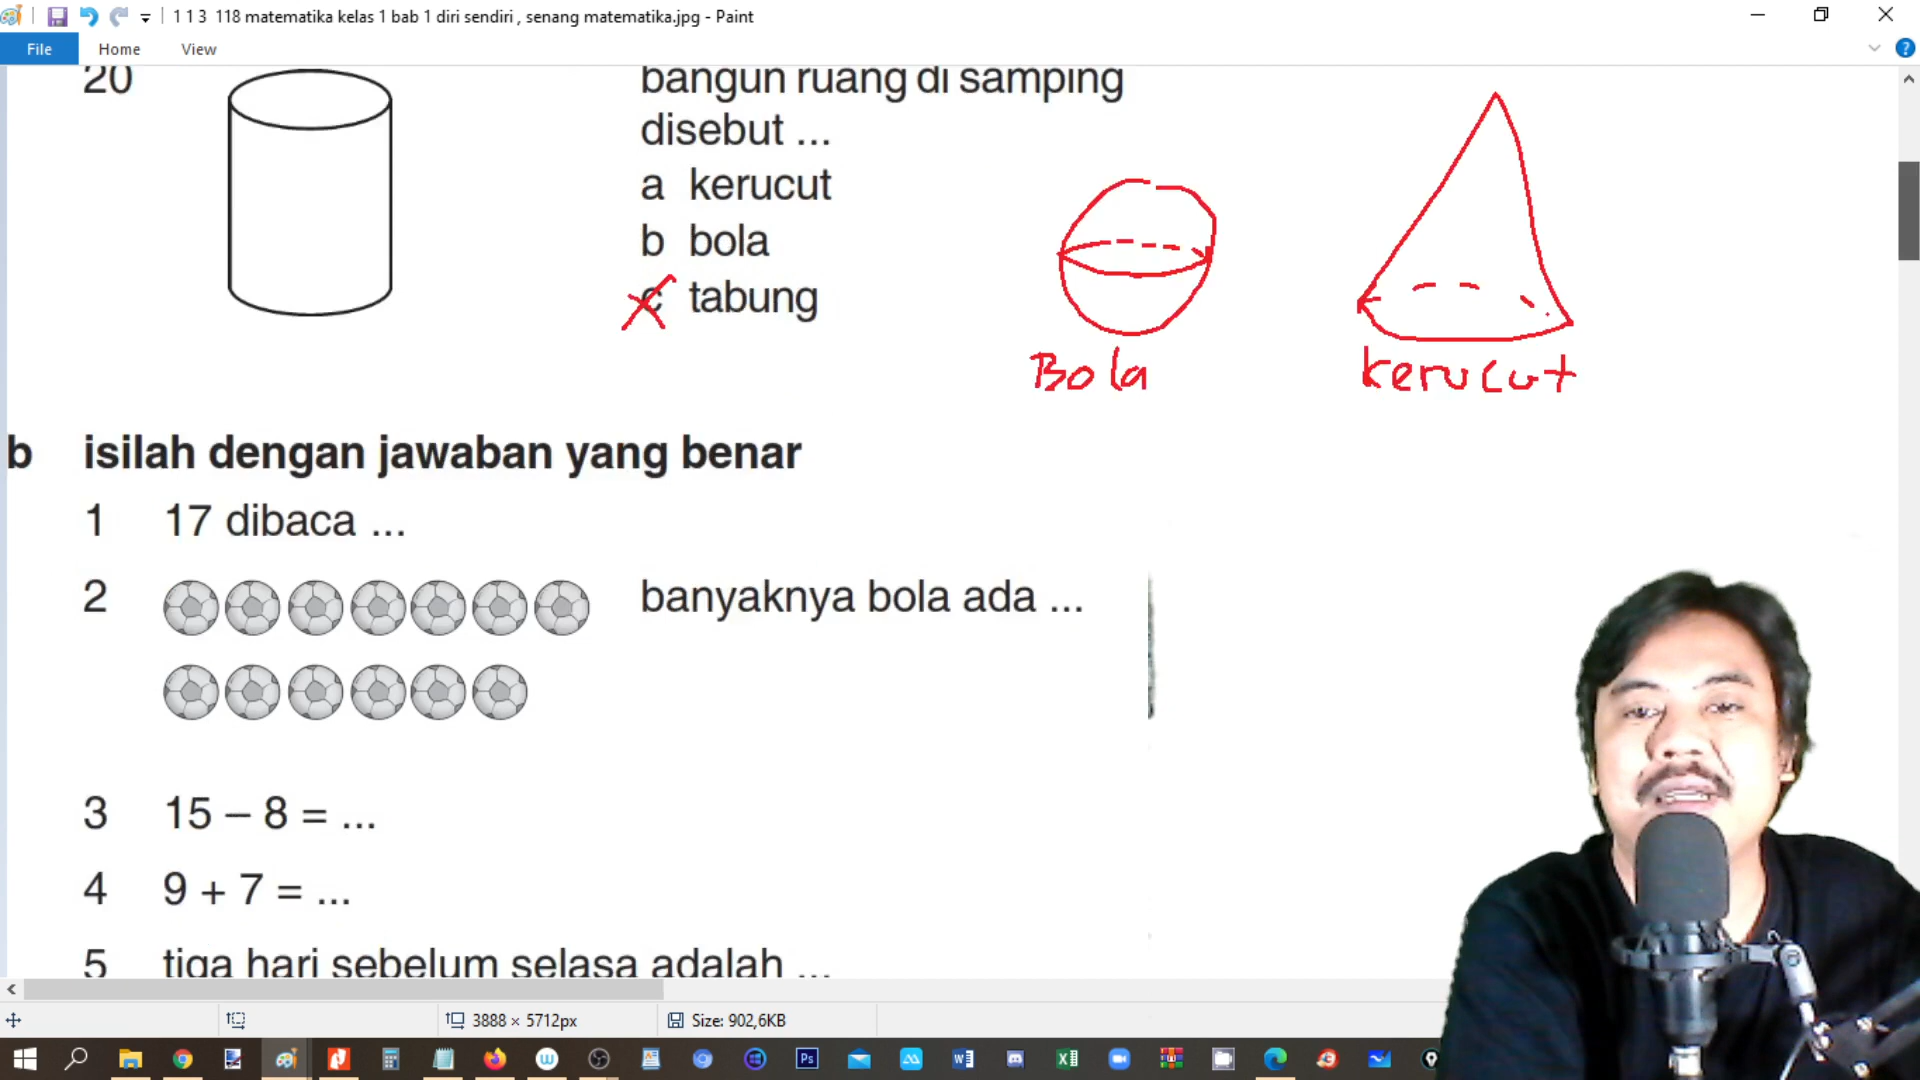 1 1 3 118 matematika kelas 1 bab 1 diri sendiri , senang matematika.jpg - Paint
File Home View
20 bangun ruang di samping
disebut ...
a kerucut
b bola
c tabung
Bola kerucut
b isilah dengan jawaban yang benar
1 17 dibaca ...
2 banyaknya bola ada ...
3 15 – 8 = ...
4 9 + 7 = ...
5 tiga hari sebelum selasa adalah ...
3888 × 5712px Size: 902,6KB
Ps